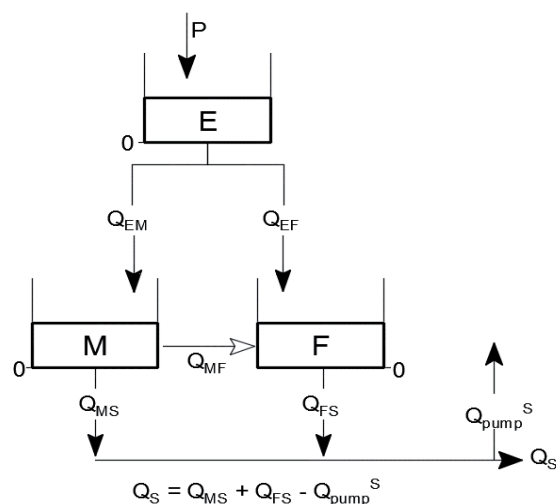 P
E
0
Q_EM Q_EF
M F
0 Q_MF 0
Q_MS Q_FS Q_pump^S
Q_S
Q_S = Q_MS + Q_FS - Q_pump^S